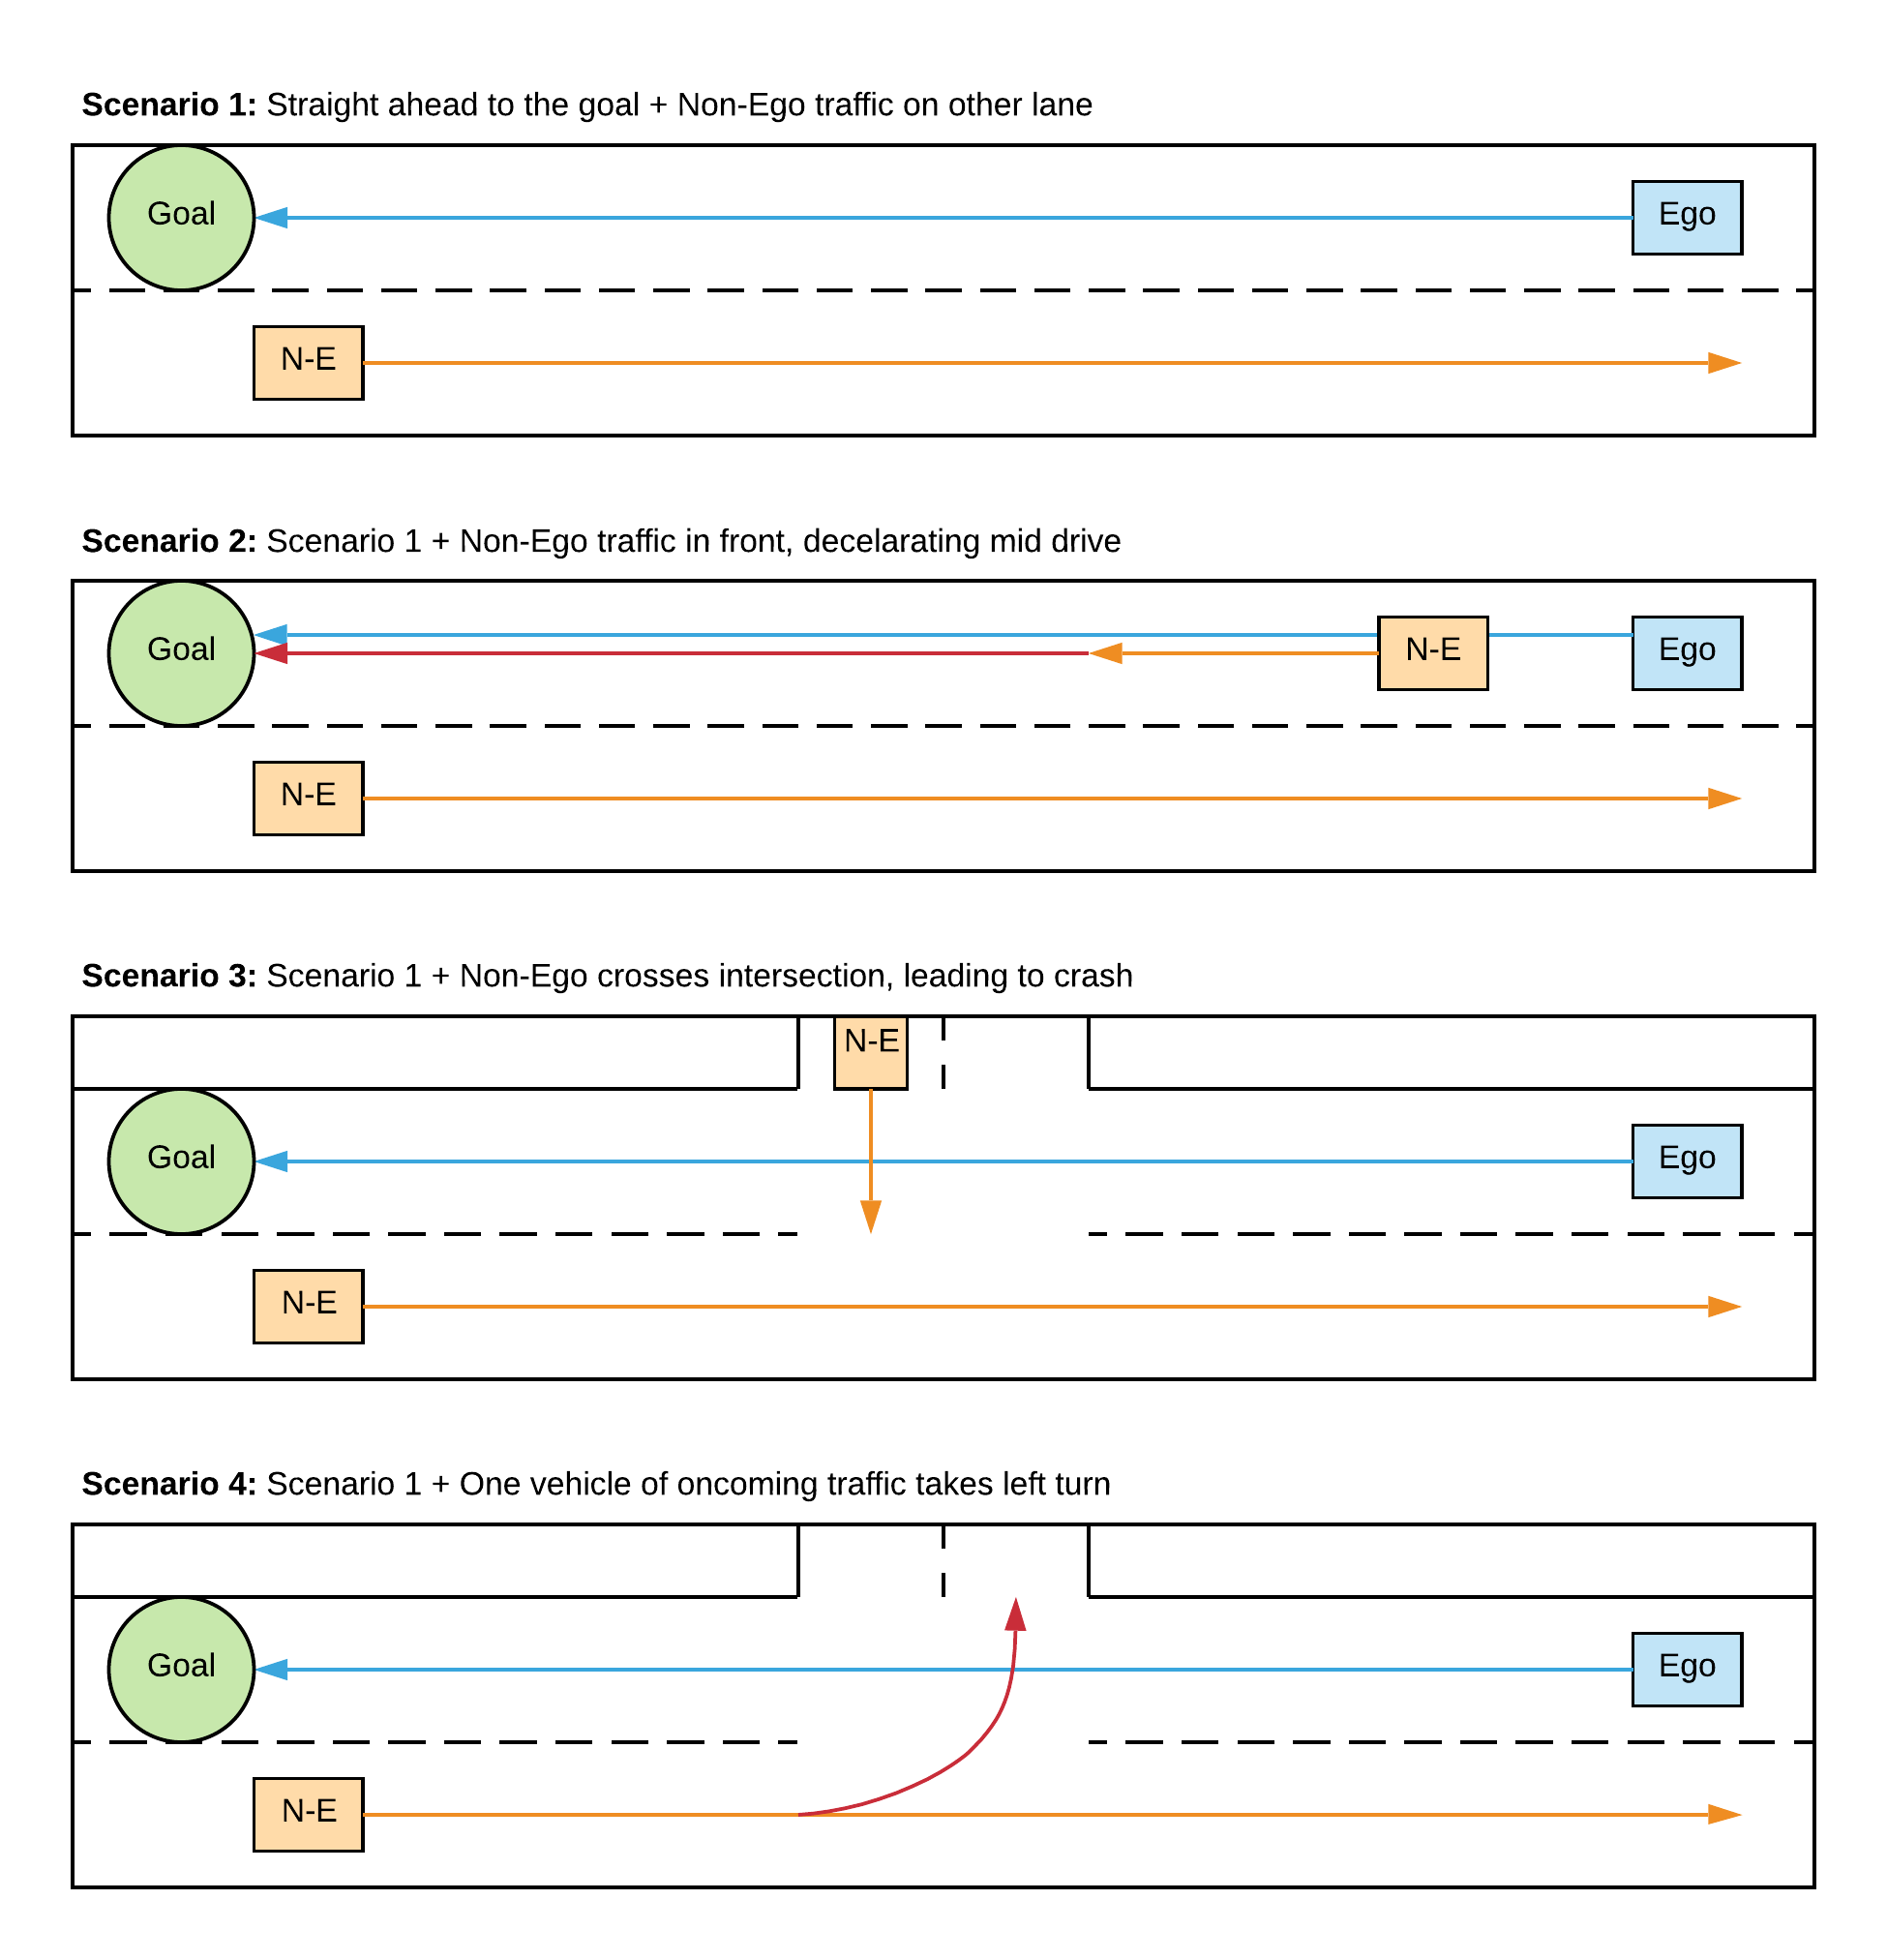 Scenario 1: Straight ahead to the goal + Non-Ego traffic on other lane
Goal
Ego
N-E
Scenario 2: Scenario 1 + Non-Ego traffic in front, decelarating mid drive
Goal
N-E
Ego
N-E
Scenario 3: Scenario 1 + Non-Ego crosses intersection, leading to crash
N-E
Goal
Ego
N-E
Scenario 4: Scenario 1 + One vehicle of oncoming traffic takes left turn
Goal
Ego
N-E